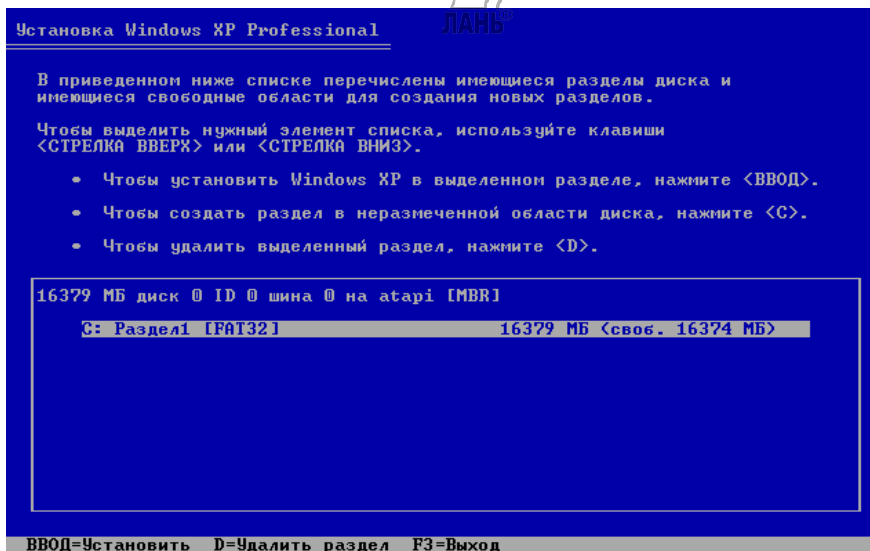 ЛАНЬ®
Установка Windows XP Professional
В приведенном ниже списке перечислены имеющиеся разделы диска и
имеющиеся свободные области для создания новых разделов.
Чтобы выделить нужный элемент списка, используйте клавиши
<СТРЕЛКА ВВЕРХ> или <СТРЕЛКА ВНИЗ>.
• Чтобы установить Windows XP в выделенном разделе, нажмите <ВВОД>.
• Чтобы создать раздел в неразмеченной области диска, нажмите <C>.
• Чтобы удалить выделенный раздел, нажмите <D>.
16379 МБ диск 0 ID 0 шина 0 на atapi [MBR]
C: Раздел1 [FAT32] 16379 МБ (своб. 16374 МБ)
ВВОД=Установить D=Удалить раздел F3=Выход